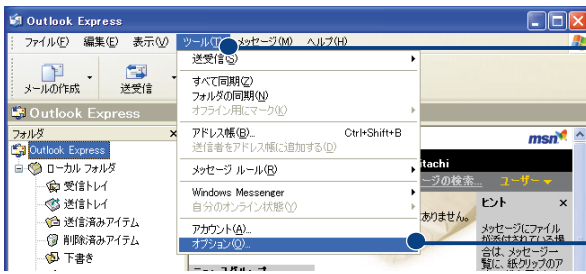 Outlook Express
ファイル(F) 編集(E) 表示(V) ツール(T) メッセージ(M) ヘルプ(H)
メールの作成 送受信
送受信(S)
すべて同期(Z)
フォルダの同期(N)
オフライン用にマーク(K)
アドレス帳(B)... Ctrl+Shift+B
送信者をアドレス帳に追加する(D)
メッセージ ルール(R)
Windows Messenger
自分のオンライン状態(Y)
アカウント(A)...
オプション(O)...
Outlook Express
フォルダ ×
Outlook Express
ローカル フォルダ
受信トレイ
送信トレイ
送信済みアイテム
削除済みアイテム
下書き
msn
itachi
ージの検索... ユーザー
ありません。
ヒント ×
メッセージにファイル
が添付されている場
合は、メッセージ一
覧に、紙クリップのア